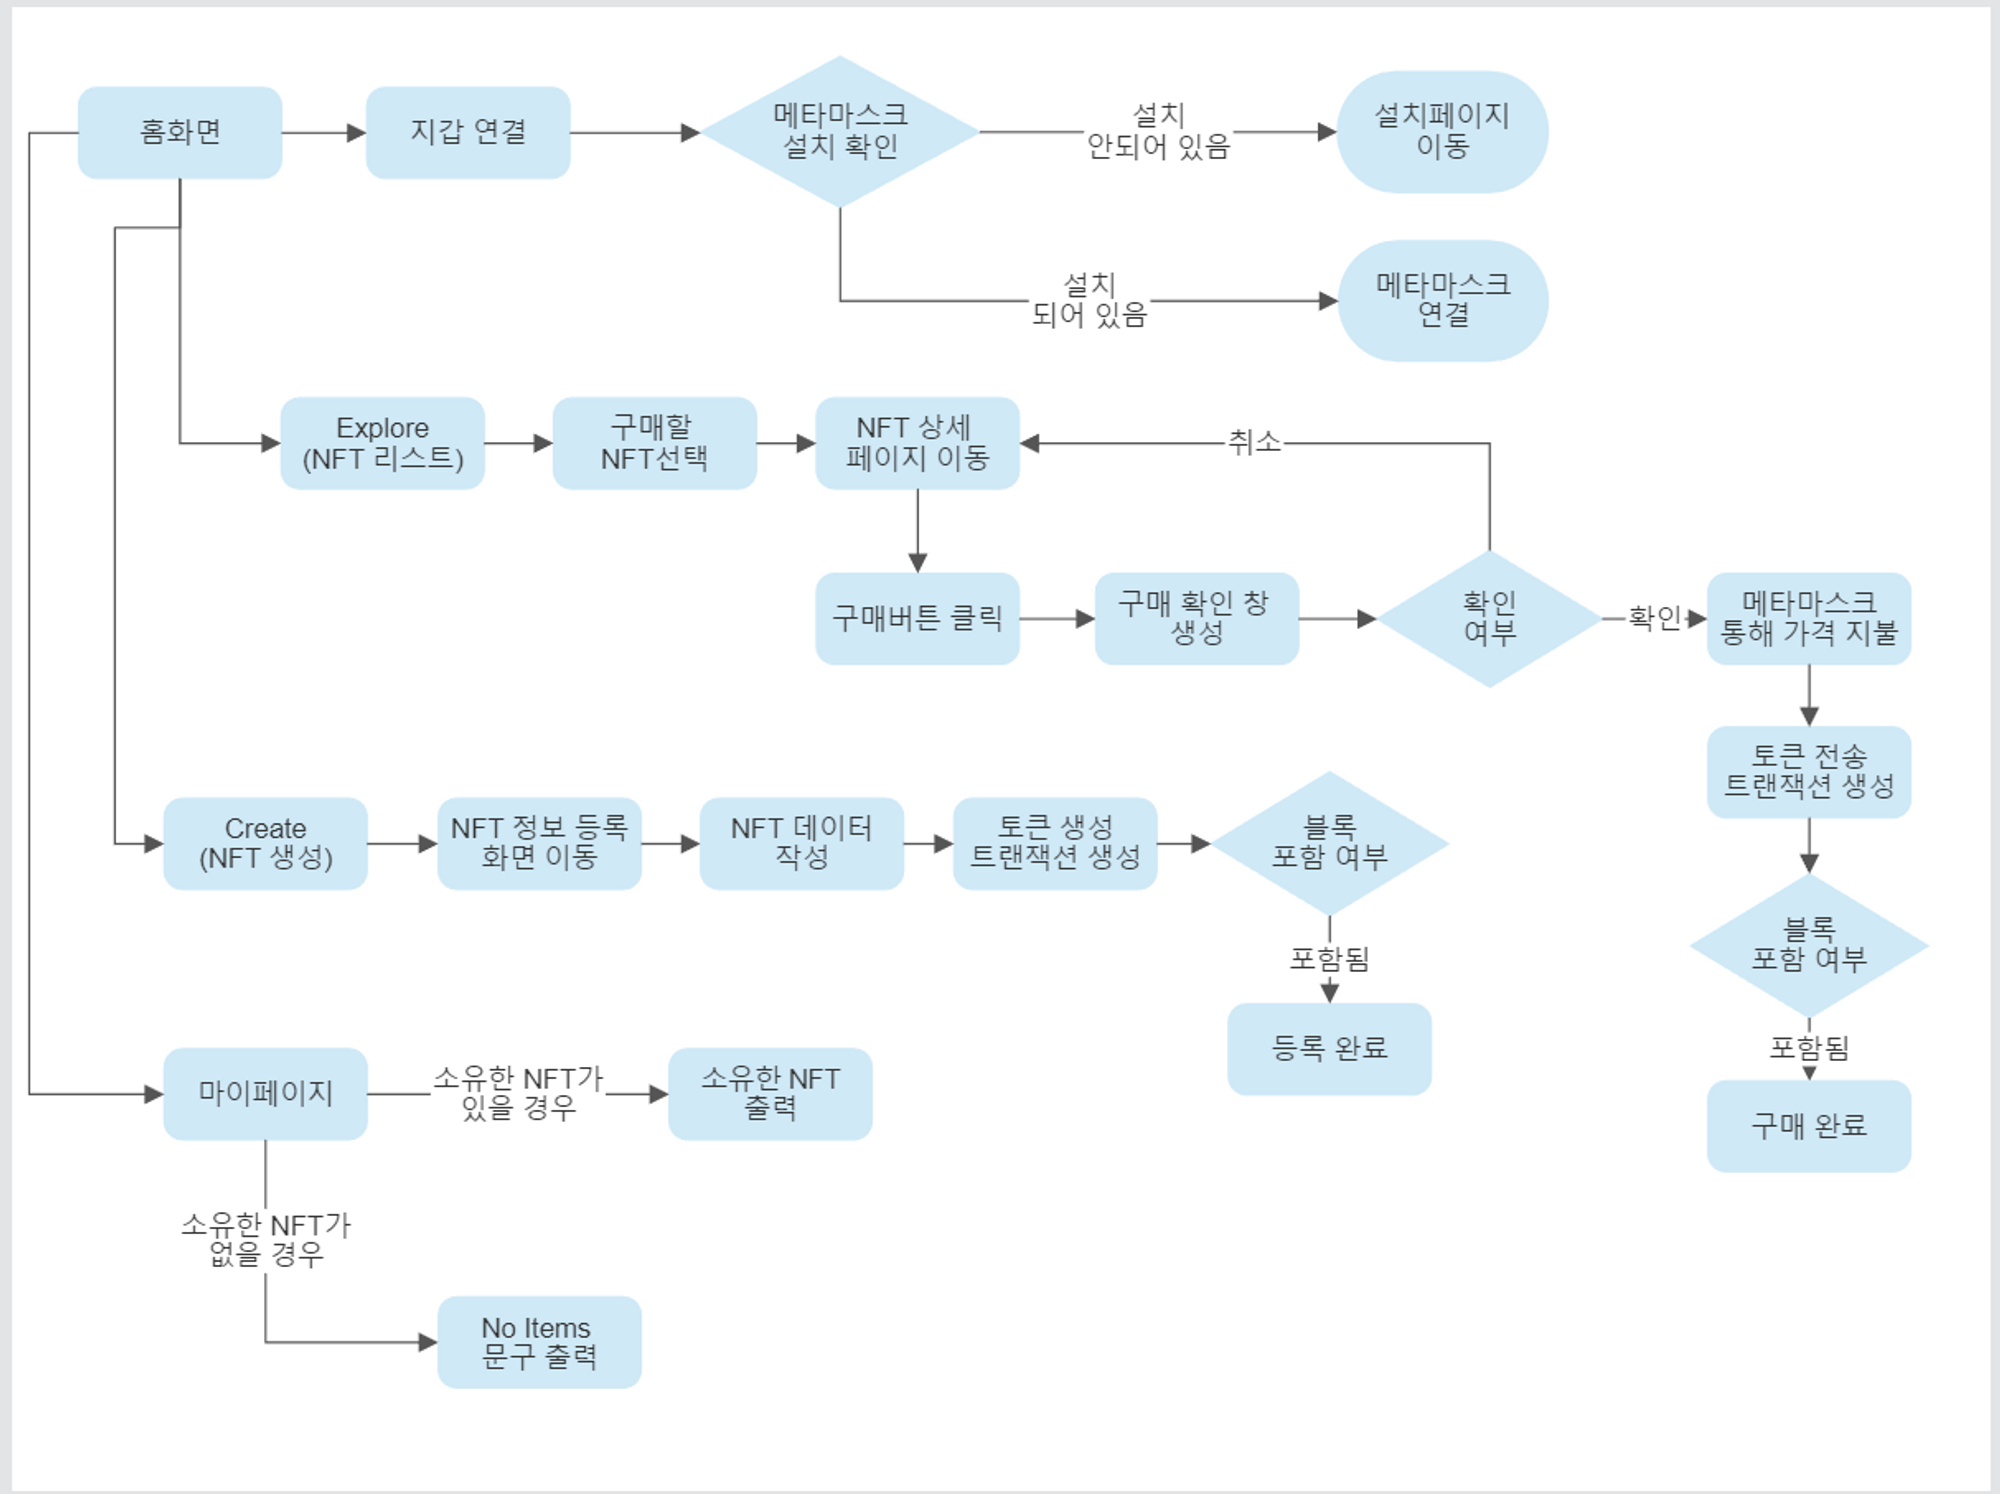 홈화면
지갑 연결
메타마스크
설치 확인
설치
안되어 있음
설치페이지
이동
설치
되어 있음
메타마스크
연결
Explore
(NFT 리스트)
구매할
NFT선택
NFT 상세
페이지 이동
취소
구매버튼 클릭
구매 확인 창
생성
확인
여부
확인
메타마스크
통해 가격 지불
토큰 전송
트랜잭션 생성
블록
포함 여부
포함됨
구매 완료
Create
(NFT 생성)
NFT 정보 등록
화면 이동
NFT 데이터
작성
토큰 생성
트랜잭션 생성
블록
포함 여부
포함됨
등록 완료
마이페이지
소유한 NFT가
있을 경우
소유한 NFT
출력
소유한 NFT가
없을 경우
No Items
문구 출력